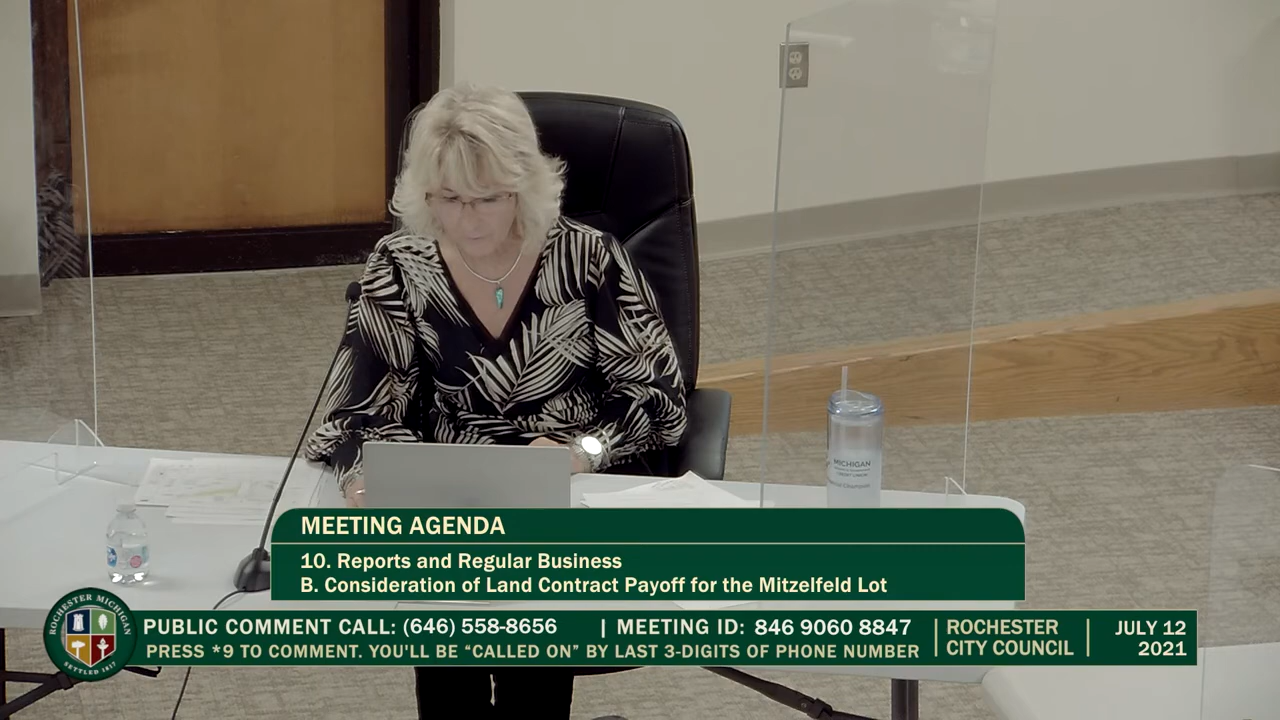 MICHIGAN
CREDIT UNION
MEETING AGENDA
10. Reports and Regular Business
B. Consideration of Land Contract Payoff for the Mitzelfeld Lot
ROCHESTER MICHIGAN
SETTLED 1817
PUBLIC COMMENT CALL: (646) 558-8656 | MEETING ID: 846 9060 8847
PRESS *9 TO COMMENT. YOU'LL BE “CALLED ON” BY LAST 3-DIGITS OF PHONE NUMBER
ROCHESTER
CITY COUNCIL
JULY 12
2021